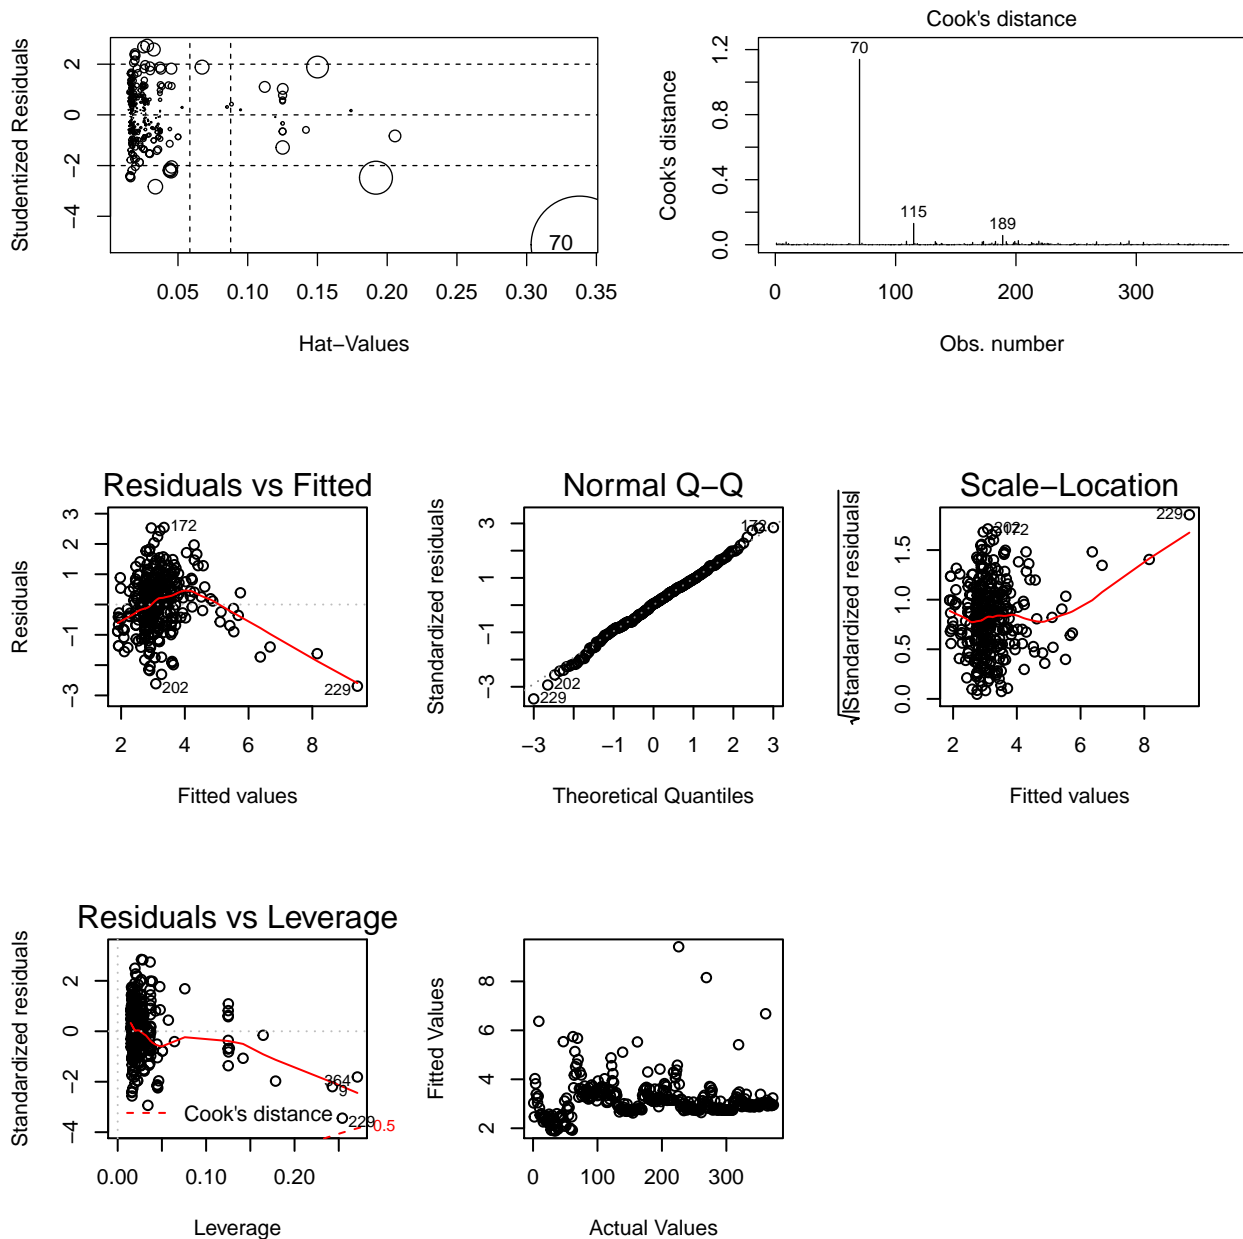 Studentized Residuals
2
0
−2
−4
70
0.05 0.10 0.15 0.20 0.25 0.30 0.35
Hat−Values
Cook's distance
Cook's distance
1.2
0.8
0.4
0.0
70
115
189
0 100 200 300
Obs. number
Residuals vs Fitted
Residuals
3
2
1
−1
−3
172
202
229
2 4 6 8
Fitted values
Normal Q−Q
Standardized residuals
3
1
−1
−3
172
202
229
−3 −1 0 1 2 3
Theoretical Quantiles
Scale−Location
√|Standardized residuals|
1.5
1.0
0.5
0.0
229
202
172
2 4 6 8
Fitted values
Residuals vs Leverage
Standardized residuals
2
0
−2
−4
364
9
229
0.5
Cook's distance
0.00 0.10 0.20
Leverage
Fitted Values
8
6
4
2
0 100 200 300
Actual Values